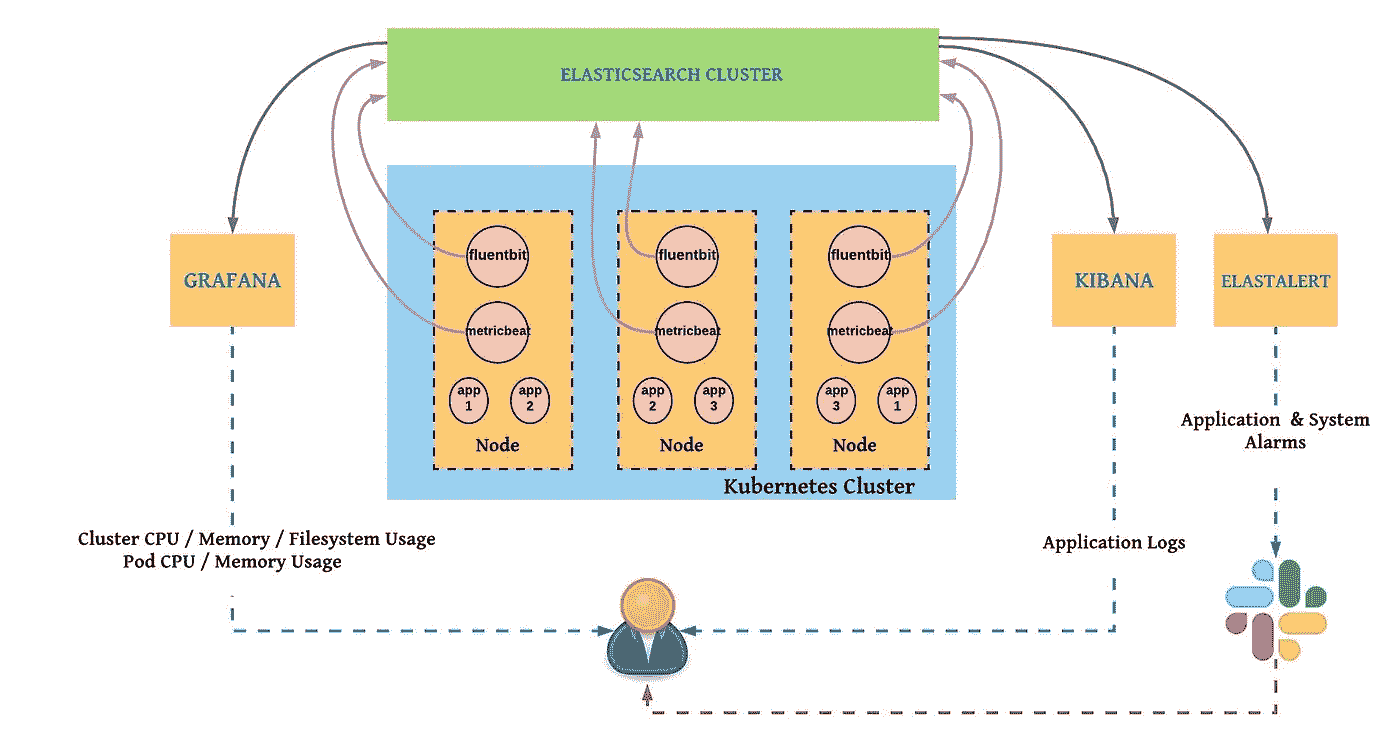 ELASTICSEARCH CLUSTER
GRAFANA
fluentbit
metricbeat
app
1
app
2
Node
fluentbit
metricbeat
app
2
app
3
Node
fluentbit
metricbeat
app
3
app
1
Node
Kubernetes Cluster
KIBANA
ELASTALERT
Application & System
Alarms
Cluster CPU / Memory / Filesystem Usage
Pod CPU / Memory Usage
Application Logs